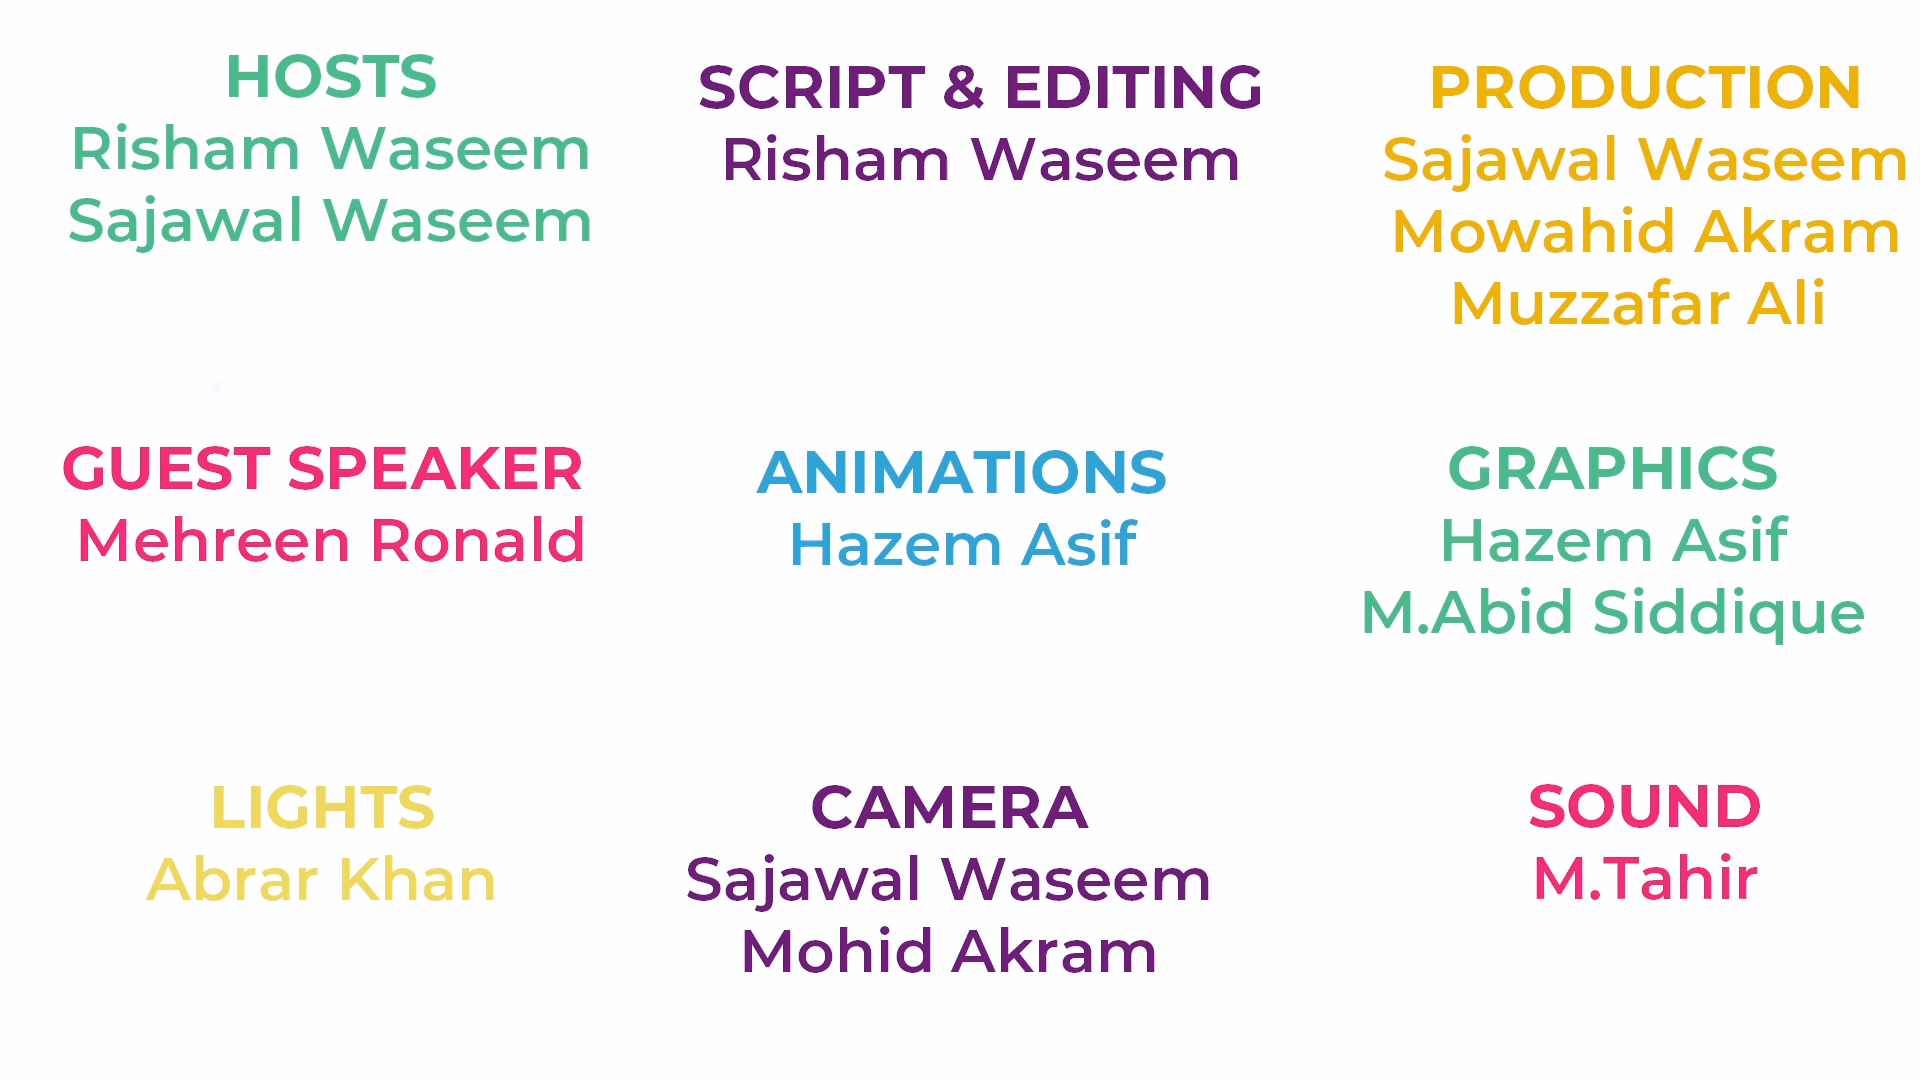 HOSTS
Risham Waseem
Sajawal Waseem
SCRIPT & EDITING
Risham Waseem
PRODUCTION
Sajawal Waseem
Mowahid Akram
Muzzafar Ali
GUEST SPEAKER
Mehreen Ronald
ANIMATIONS
Hazem Asif
GRAPHICS
Hazem Asif
M.Abid Siddique
LIGHTS
Abrar Khan
CAMERA
Sajawal Waseem
Mohid Akram
SOUND
M.Tahir